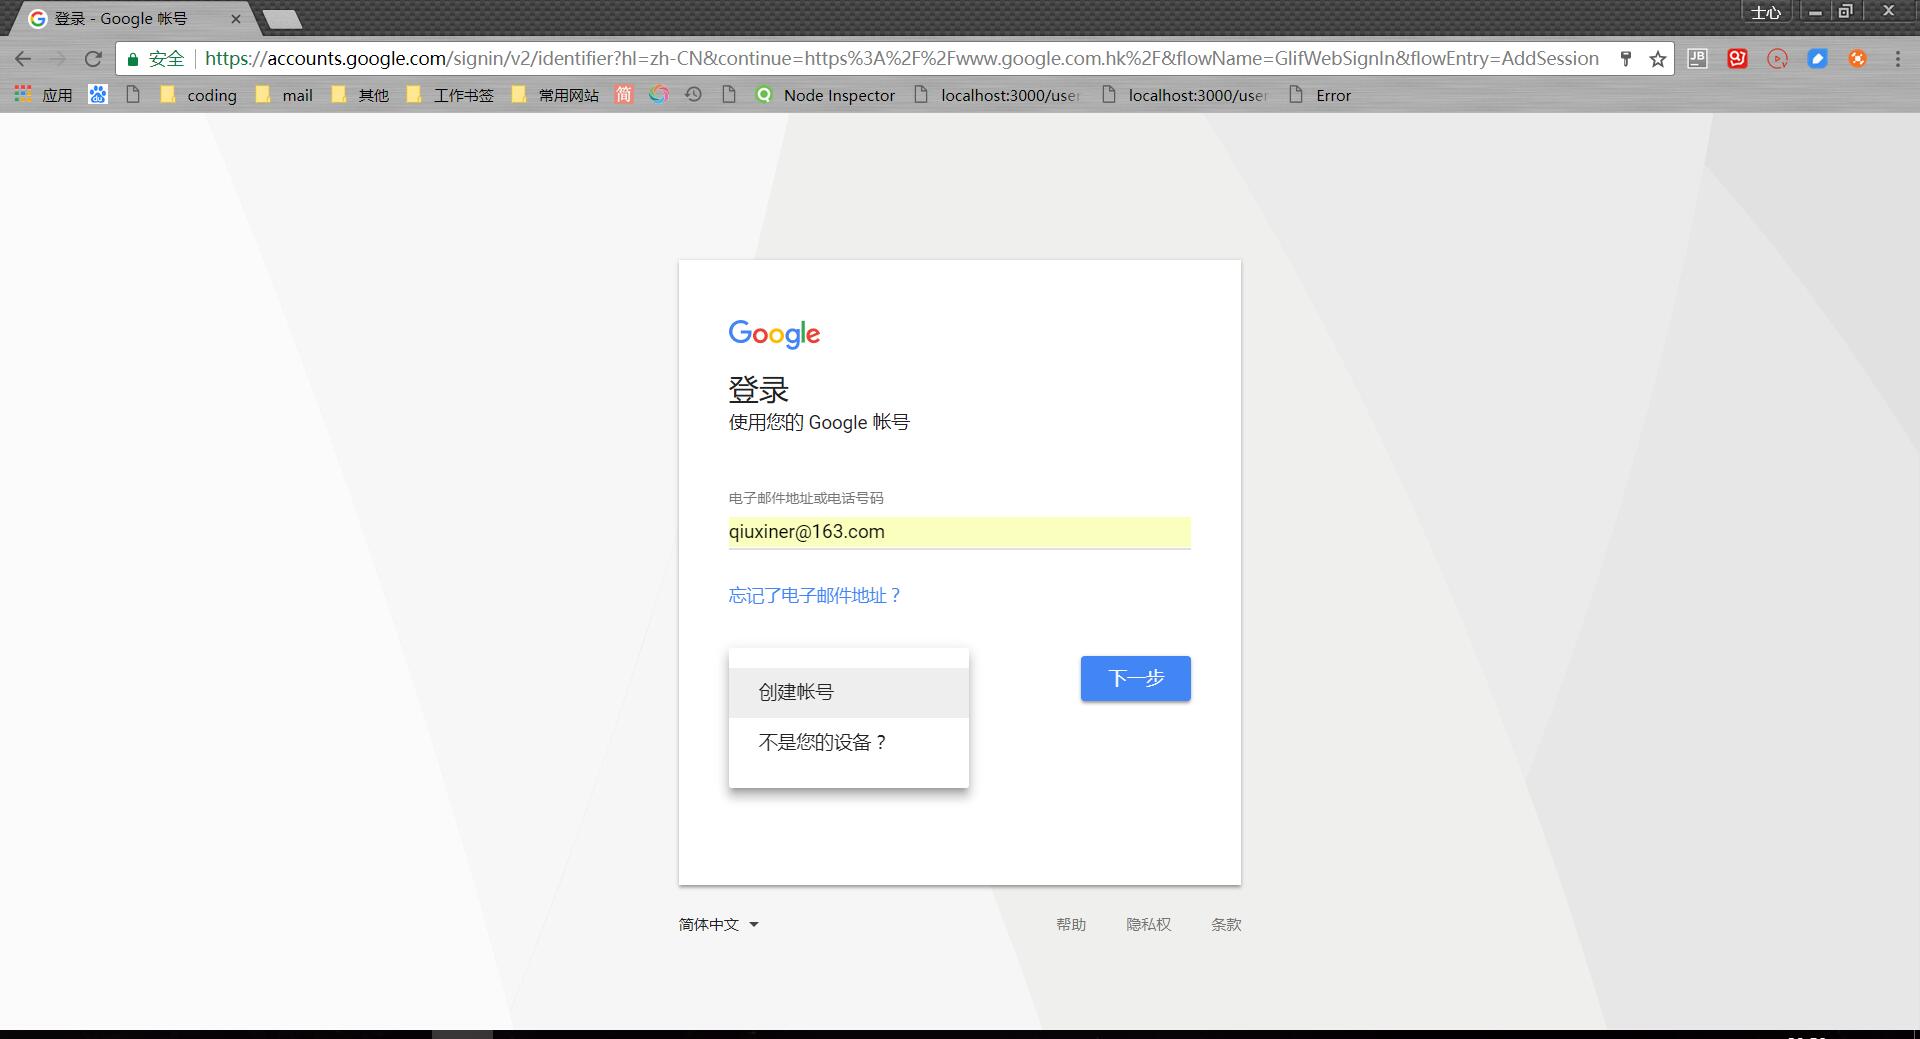 登录 - Google 帐号
士心
安全 https://accounts.google.com/signin/v2/identifier?hl=zh-CN&continue=https%3A%2F%2Fwww.google.com.hk%2F&flowName=GlifWebSignIn&flowEntry=AddSession
应用 coding mail 其他 工作书签 常用网站 简 Node Inspector localhost:3000/user localhost:3000/user Error
Google
登录
使用您的 Google 帐号
电子邮件地址或电话号码
qiuxiner@163.com
忘记了电子邮件地址？
创建帐号
下一步
不是您的设备？
简体中文 帮助 隐私权 条款